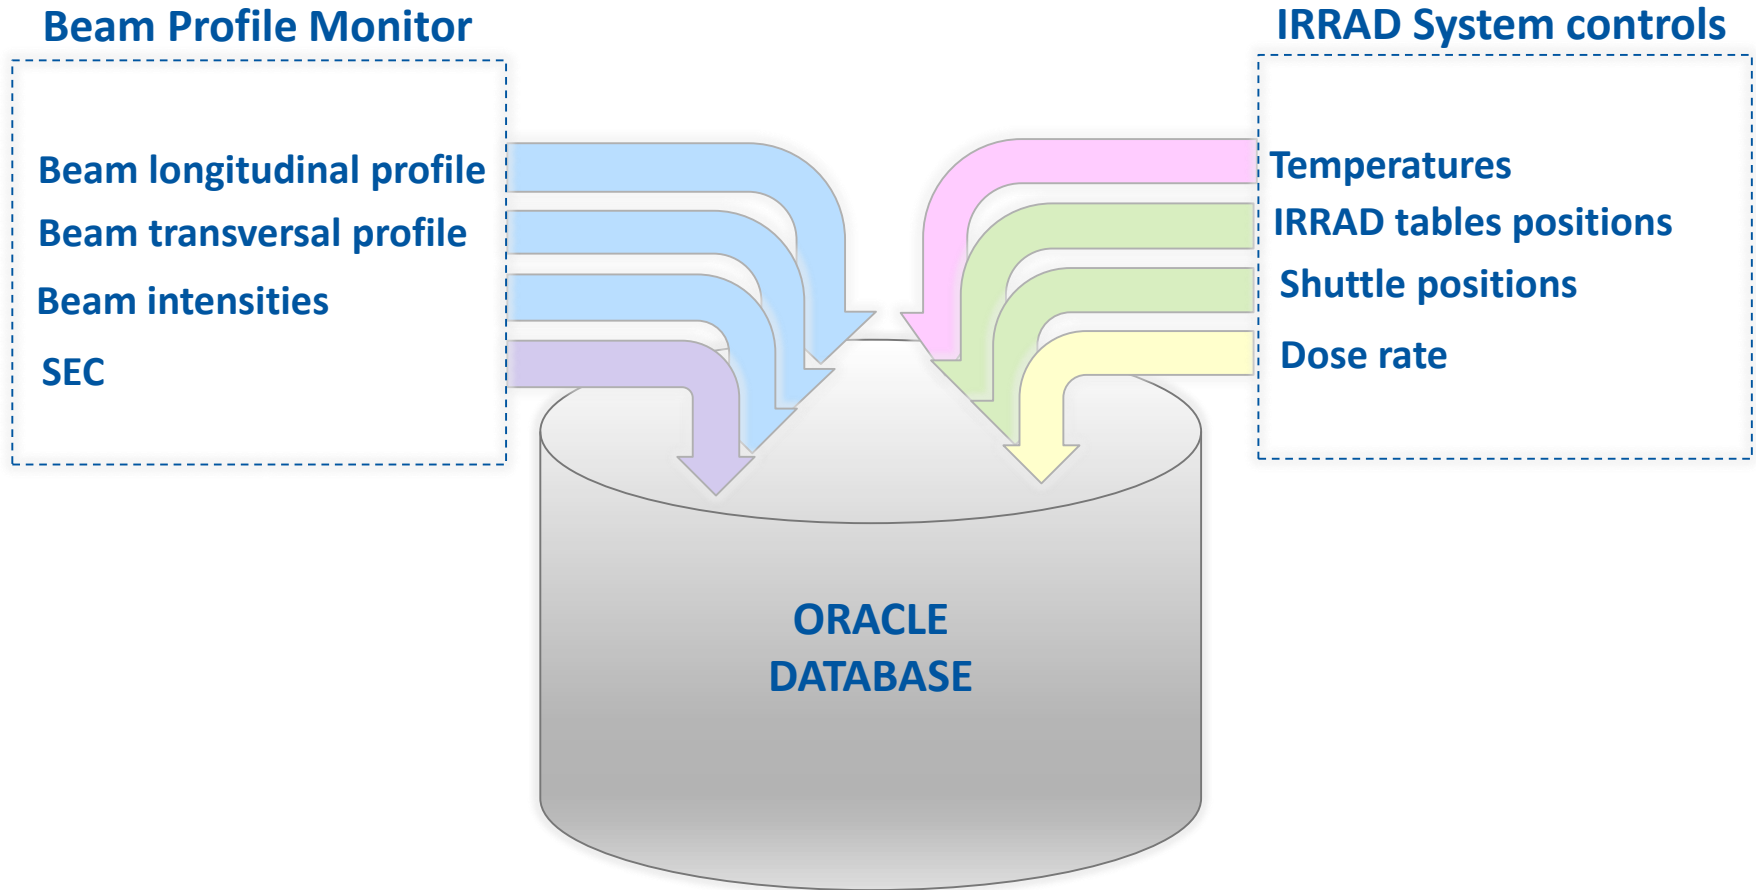 Beam Profile Monitor
Beam longitudinal profile
Beam transversal profile
Beam intensities
SEC
IRRAD System controls
Temperatures
IRRAD tables positions
Shuttle positions
Dose rate
ORACLE
DATABASE